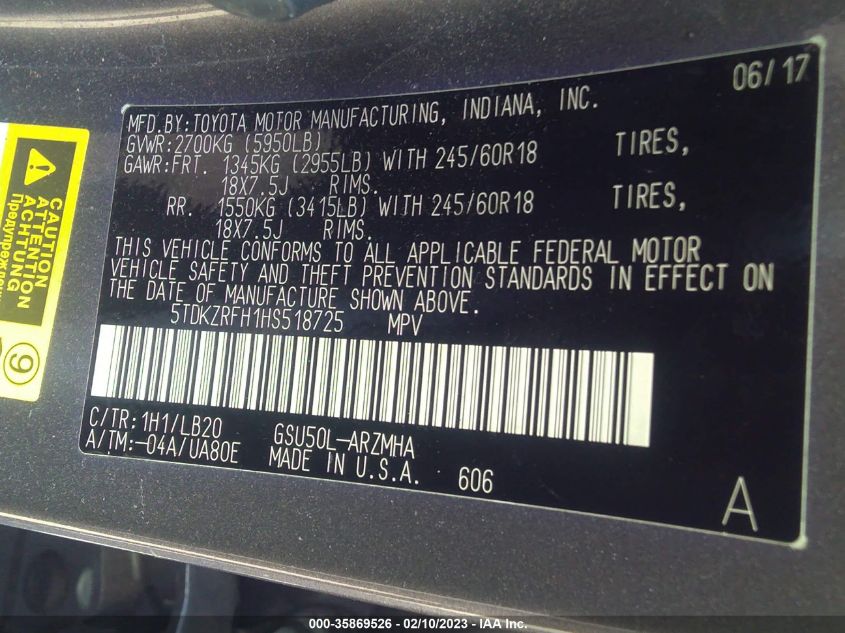 06/17
MFD.BY:TOYOTA MOTOR MANUFACTURING, INDIANA, INC.
GVWR:2700KG (5950LB)
GAWR:FRT. 1345KG (2955LB) WITH 245/60R18 TIRES,
18X7.5J RIMS.
RR. 1550KG (3415LB) WITH 245/60R18 TIRES,
18X7.5J RIMS.
THIS VEHICLE CONFORMS TO ALL APPLICABLE FEDERAL MOTOR
VEHICLE SAFETY AND THEFT PREVENTION STANDARDS IN EFFECT ON
THE DATE OF MANUFACTURE SHOWN ABOVE.
5TDKZRFH1HS518725 MPV
C/TR: 1H1/LB20 GSU50L-ARZMHA
A/TM:-04A/UA80E MADE IN U.S.A. 606
A
CAUTION
ATTENTION
ACHTUNG
9
000-35869526 - 02/10/2023 - IAA Inc.